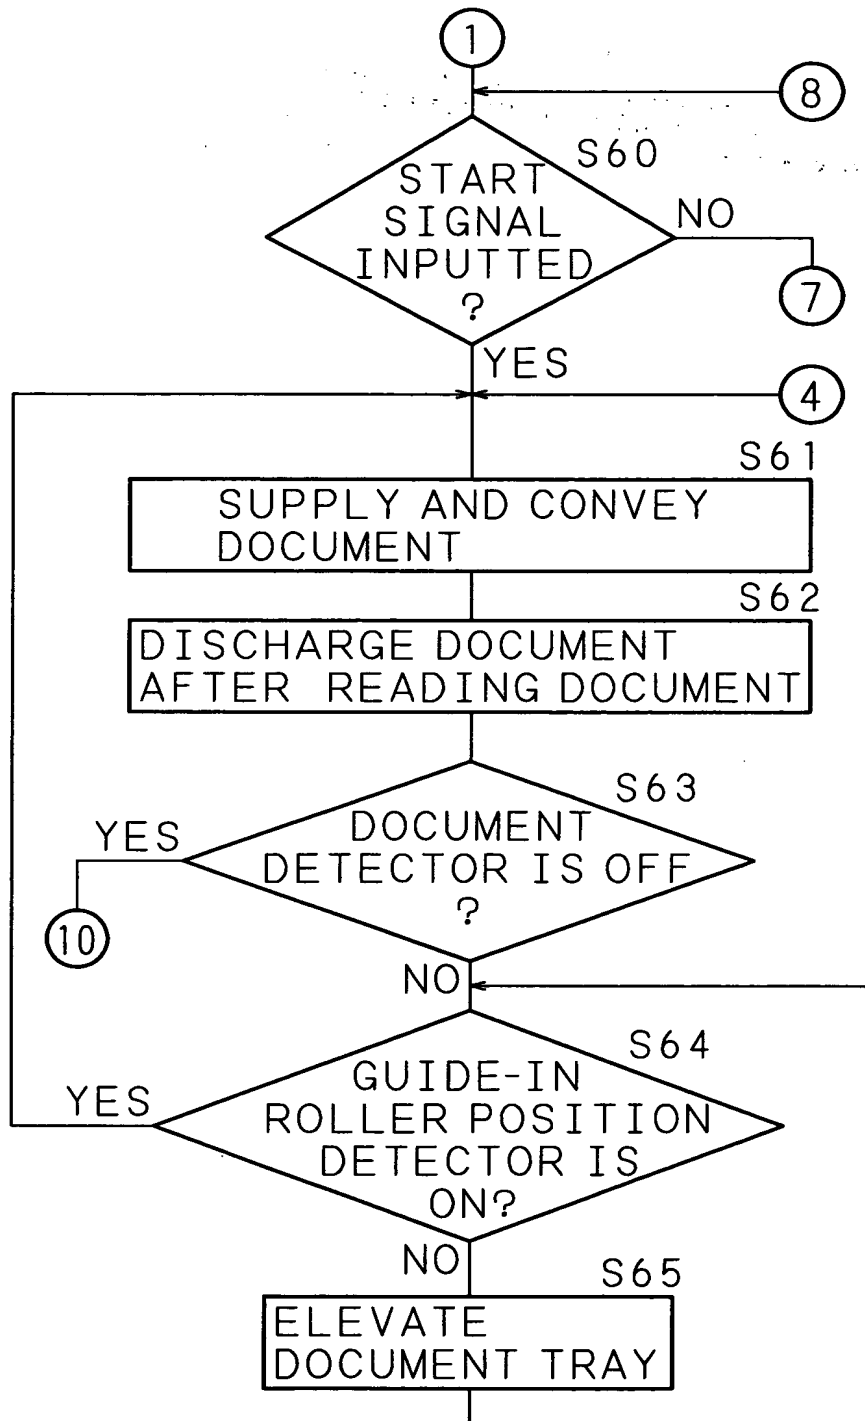 1
8
S60
START
SIGNAL
INPUTTED
?
NO
7
YES
4
S61
SUPPLY AND CONVEY
DOCUMENT
S62
DISCHARGE DOCUMENT
AFTER READING DOCUMENT
S63
YES
DOCUMENT
DETECTOR IS OFF
?
10
NO
S64
YES
GUIDE-IN
ROLLER POSITION
DETECTOR IS
ON?
NO
S65
ELEVATE
DOCUMENT TRAY